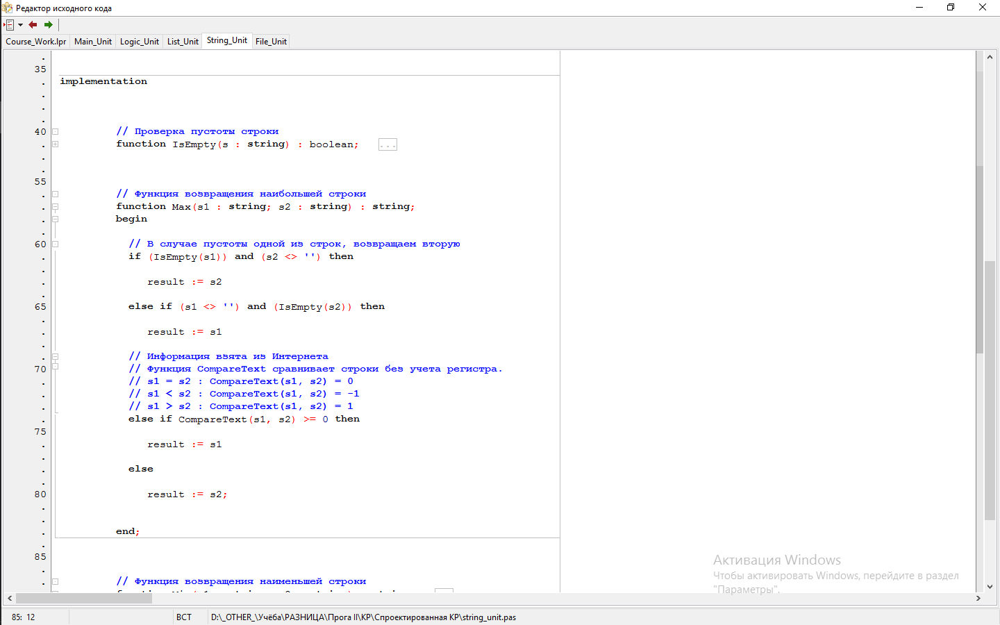 Редактор исходного кода
Course_Work.lpr Main_Unit Logic_Unit List_Unit String_Unit File_Unit
35
implementation
40 // Проверка пустоты строки
function IsEmpty(s : string) : boolean; ...
55
// Функция возвращения наибольшей строки
function Max(s1 : string; s2 : string) : string;
begin
60 // В случае пустоты одной из строк, возвращаем вторую
if (IsEmpty(s1)) and (s2 <> '') then
result := s2
65 else if (s1 <> '') and (IsEmpty(s2)) then
result := s1
// Информация взята из Интернета
70 // Функция CompareText сравнивает строки без учета регистра.
// s1 = s2 : CompareText(s1, s2) = 0
// s1 < s2 : CompareText(s1, s2) = -1
// s1 > s2 : CompareText(s1, s2) = 1
else if CompareText(s1, s2) >= 0 then
75
result := s1
else
80 result := s2;
end;
85
// Функция возвращения наименьшей строки
Активация Windows
Чтобы активировать Windows, перейдите в раздел
"Параметры".
85: 12 ВСТ D:\_OTHER_\Учёба\РАЗНИЦА\Прога II\КР\Спроектированная КР\string_unit.pas